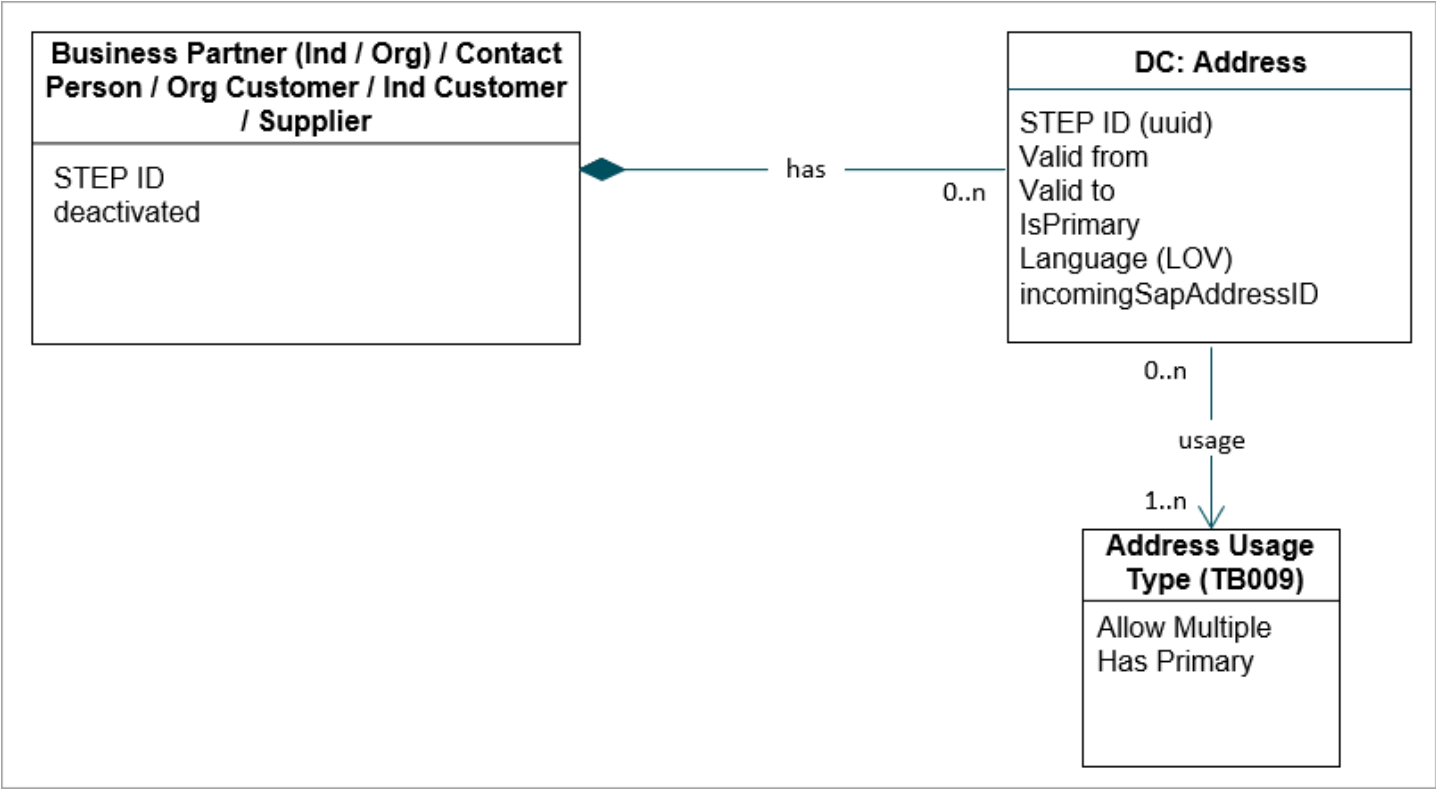 Business Partner (Ind / Org) / Contact
Person / Org Customer / Ind Customer
/ Supplier
STEP ID
deactivated
has
0..n
DC: Address
STEP ID (uuid)
Valid from
Valid to
IsPrimary
Language (LOV)
incomingSapAddressID
0..n
usage
1..n
Address Usage
Type (TB009)
Allow Multiple
Has Primary